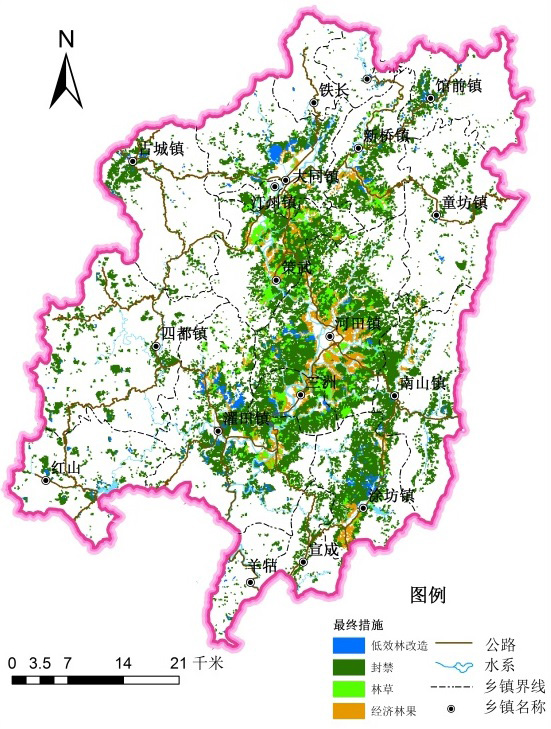 N
铁长
馆前镇
新桥镇
古城镇
大同镇
汀州镇
童坊镇
策武
河田镇
四都镇
三洲
南山镇
濯田镇
红山
涂坊镇
宣成
羊牯
图例
最终措施
低效林改造
封禁
林草
经济林果
公路
水系
乡镇界线
乡镇名称
0 3.5 7 14 21 千米